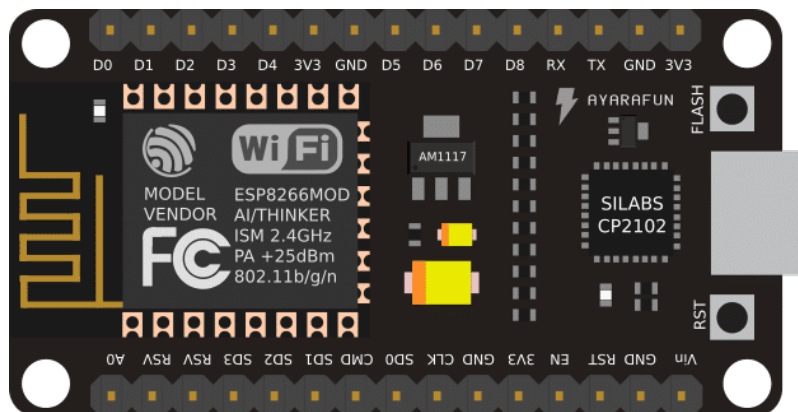 D0 D1 D2 D3 D4 3V3 GND D5 D6 D7 D8 RX TX GND 3V3
AYARAFUN
FLASH
WiFi
AM1117
MODEL ESP8266MOD
VENDOR AI/THINKER
ISM 2.4GHz
PA +25dBm
802.11b/g/n
FCC
SILABS
CP2102
RST
A0 RSV RSV SD3 SD2 SD1 CMD SD0 CLK GND 3V3 EN RST GND Vin